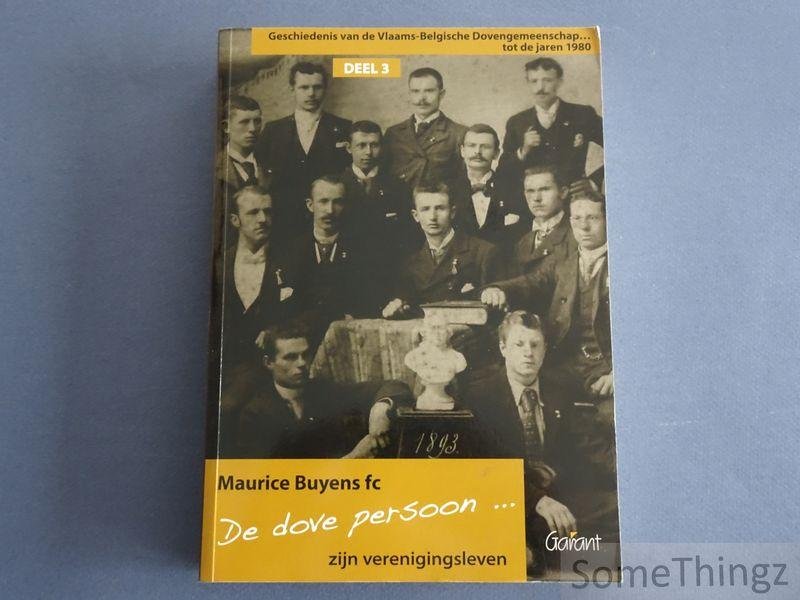 Geschiedenis van de Vlaams-Belgische Dovengemeenschap...
tot de jaren 1980
DEEL 3
1893.
Maurice Buyens fc
De dove persoon ...
zijn verenigingsleven
Garant
SomeThingz